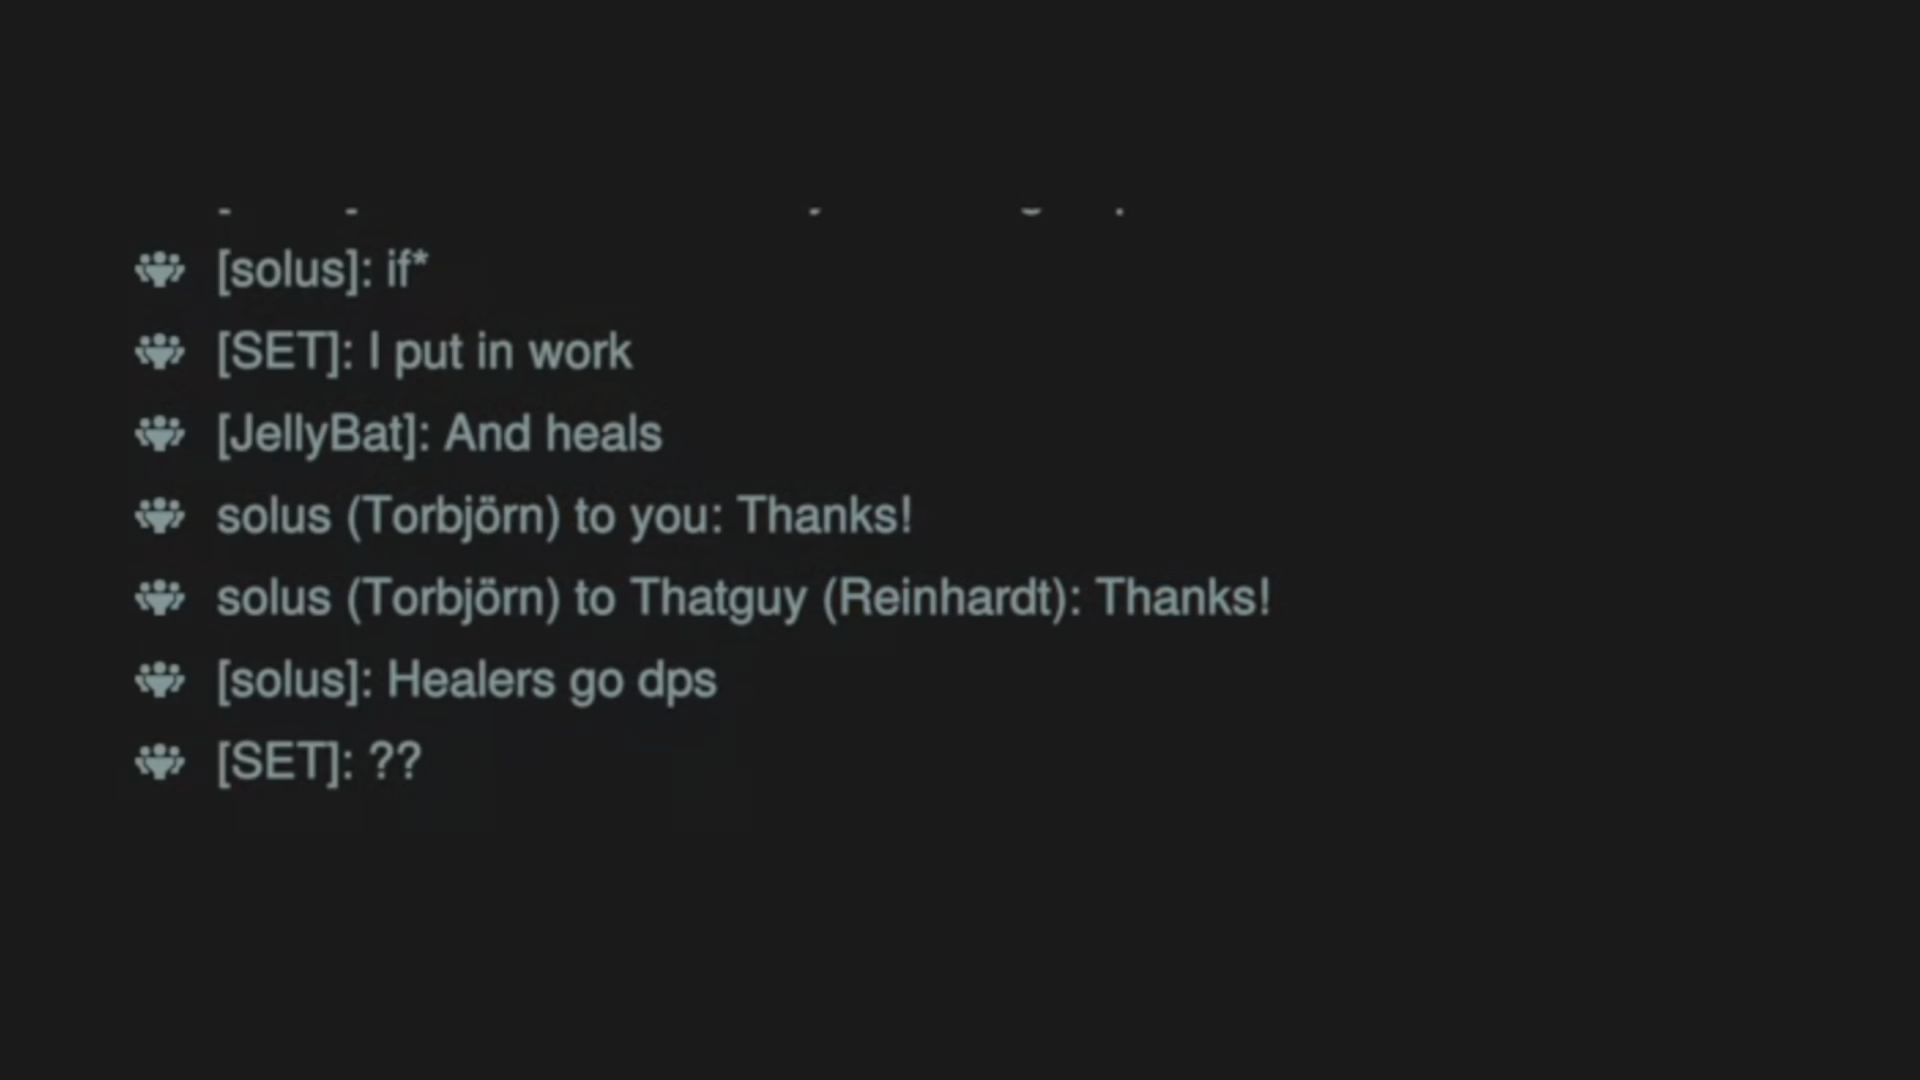 [solus]: if*
[SET]: I put in work
[JellyBat]: And heals
solus (Torbjörn) to you: Thanks!
solus (Torbjörn) to Thatguy (Reinhardt): Thanks!
[solus]: Healers go dps
[SET]: ??